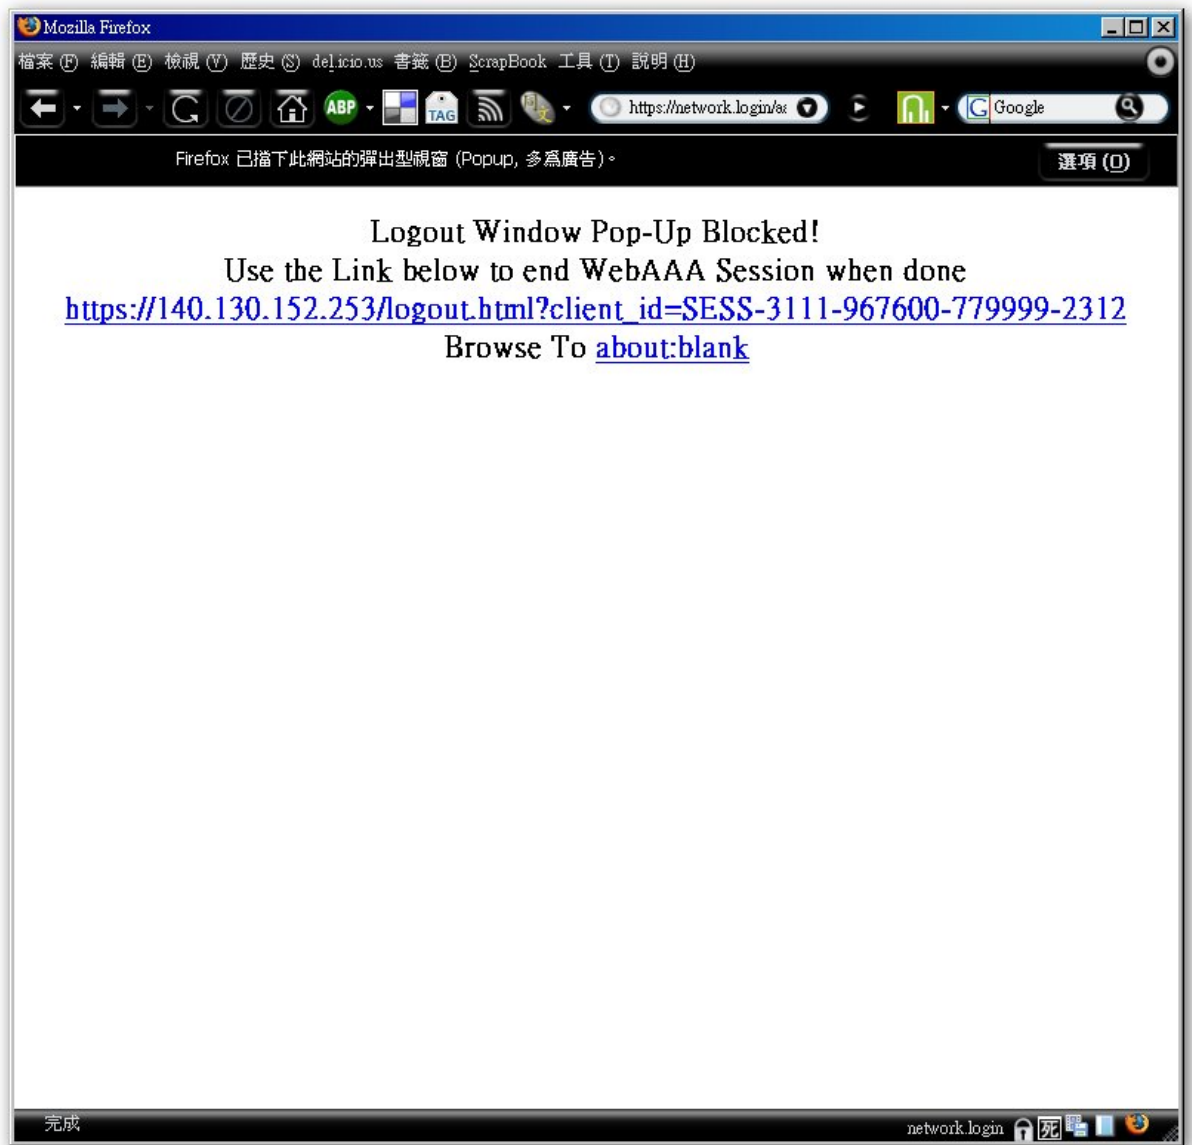 Mozilla Firefox
檔案 (F) 編輯 (E) 檢視 (V) 歷史 (S) del.icio.us 書籤 (B) ScrapBook 工具 (T) 說明 (H)
ABP TAG https://network.login/as Google
Firefox 已擋下此網站的彈出型視窗 (Popup, 多為廣告)。 選項 (O)
Logout Window Pop-Up Blocked!
Use the Link below to end WebAAA Session when done
https://140.130.152.253/logout.html?client_id=SESS-3111-967600-779999-2312
Browse To about:blank
完成 network.login 死